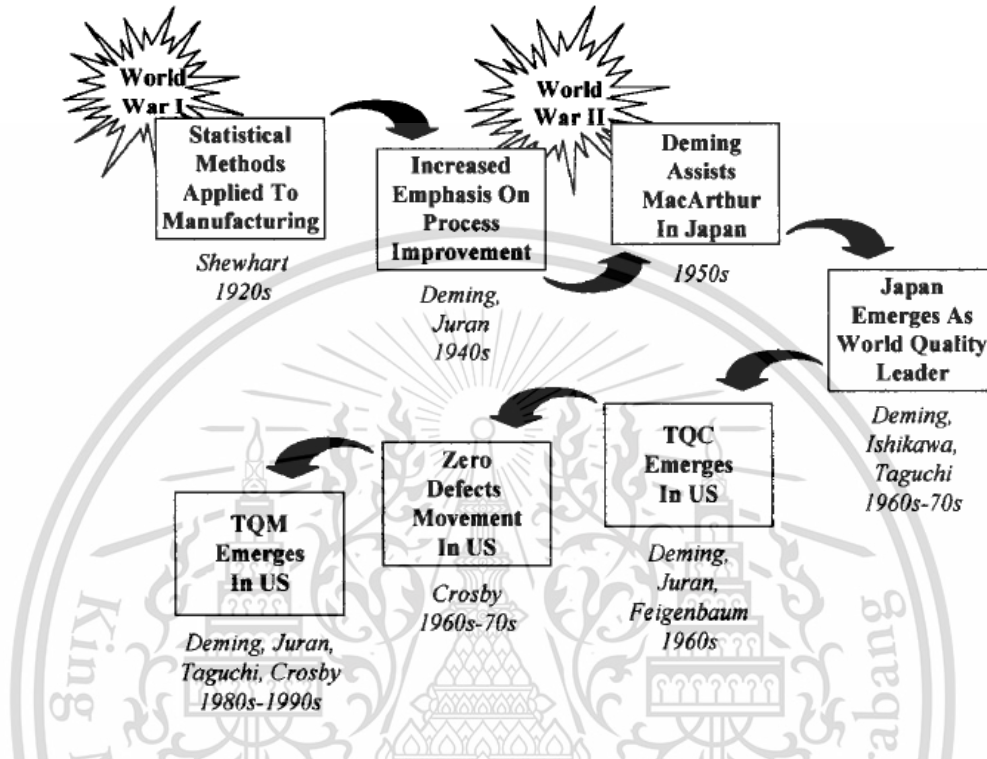 World
War I
Statistical
Methods
Applied To
Manufacturing
Shewhart
1920s
Increased
Emphasis On
Process
Improvement
Deming,
Juran
1940s
World
War II
Deming
Assists
MacArthur
In Japan
1950s
Japan
Emerges As
World Quality
Leader
Deming,
Ishikawa,
Taguchi
1960s-70s
TQC
Emerges
In US
Deming,
Juran,
Feigenbaum
1960s
Zero
Defects
Movement
In US
Crosby
1960s-70s
TQM
Emerges
In US
Deming, Juran,
Taguchi, Crosby
1980s-1990s
King
rabang